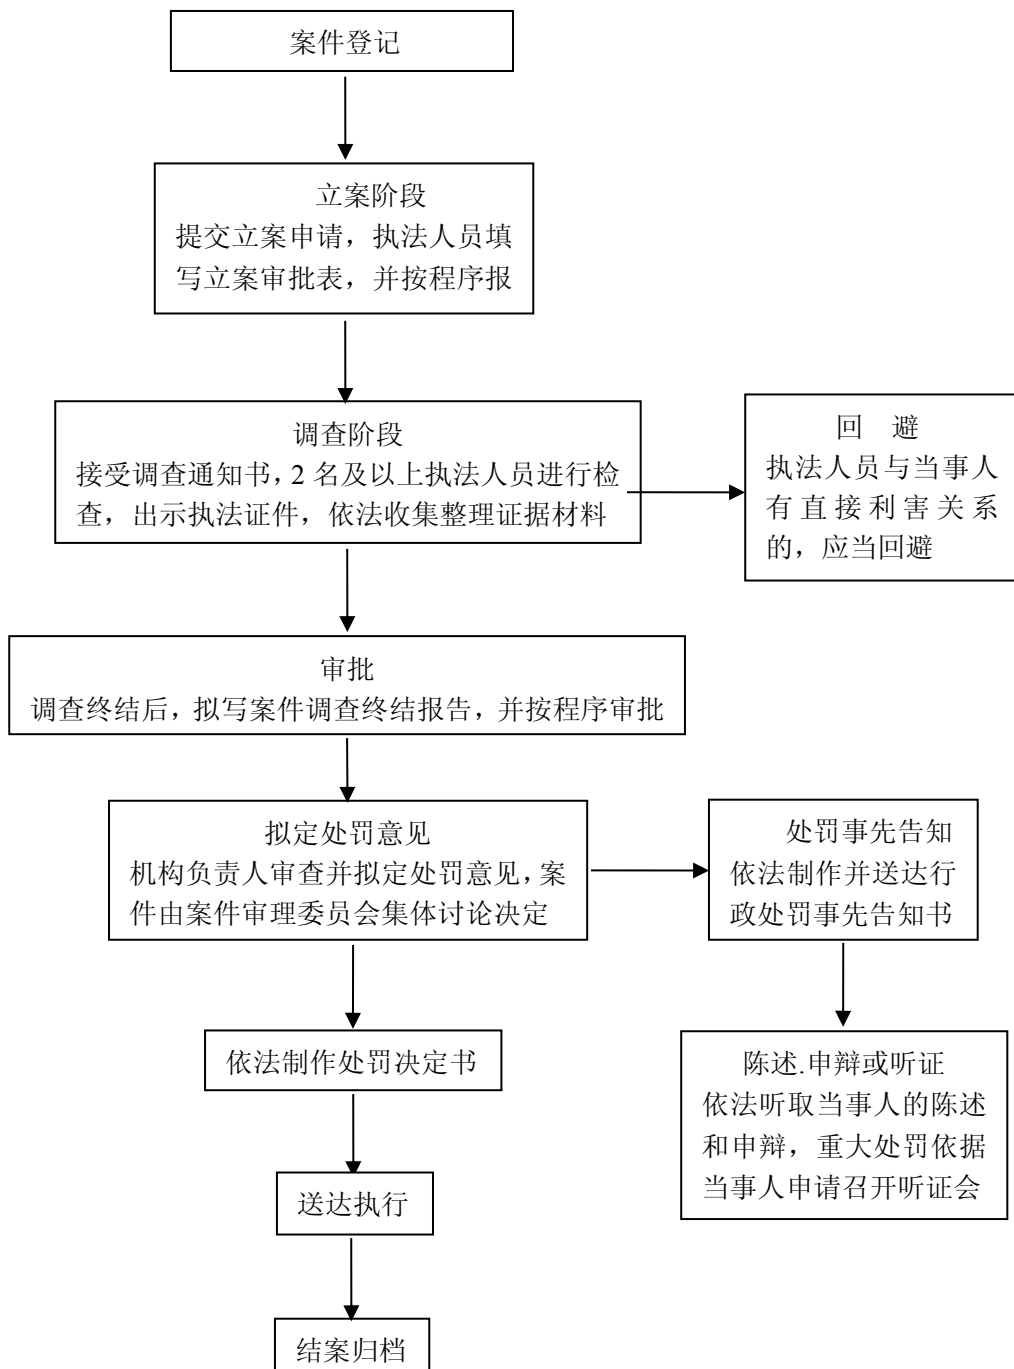 案件登记
立案阶段
提交立案申请，执法人员填
写立案审批表，并按程序报
调查阶段
接受调查通知书，2 名及以上执法人员进行检
查，出示执法证件，依法收集整理证据材料
回 避
执法人员与当事人
有直接利害关系
的，应当回避
审批
调查终结后，拟写案件调查终结报告，并按程序审批
拟定处罚意见
机构负责人审查并拟定处罚意见，案
件由案件审理委员会集体讨论决定
处罚事先告知
依法制作并送达行
政处罚事先告知书
依法制作处罚决定书
陈述.申辩或听证
依法听取当事人的陈述
和申辩，重大处罚依据
当事人申请召开听证会
送达执行
结案归档